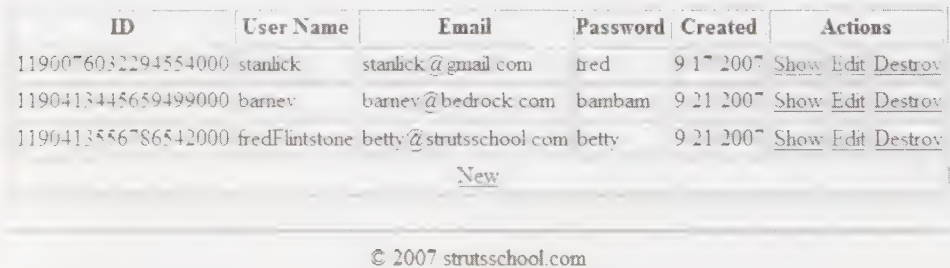 ID User Name Email Password Created Actions
1190076032294554000 stanlick stanlick@gmail.com fred 9/17/2007 Show Edit Destroy
1190413445659499000 barney barney@bedrock.com bambam 9/21/2007 Show Edit Destroy
1190413556786542000 fredFlintstone betty@strutsschool.com betty 9/21/2007 Show Edit Destroy
New
© 2007 strutsschool.com